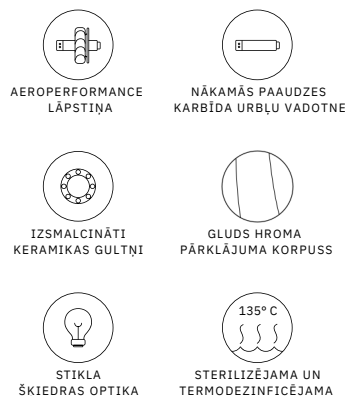 AEROPERFORMANCE
LĀPSTIŅA
NĀKAMĀS PAAUDZES
KARBĪDA URBĻU VADOTNE
IZSMALCINĀTI
KERAMIKAS GULTŅI
GLUDS HROMA
PĀRKLĀJUMA KORPUSS
STIKLA
ŠĶIEDRAS OPTIKA
135° C
STERILIZĒJAMA UN
TERMODEZINFICĒJAMA